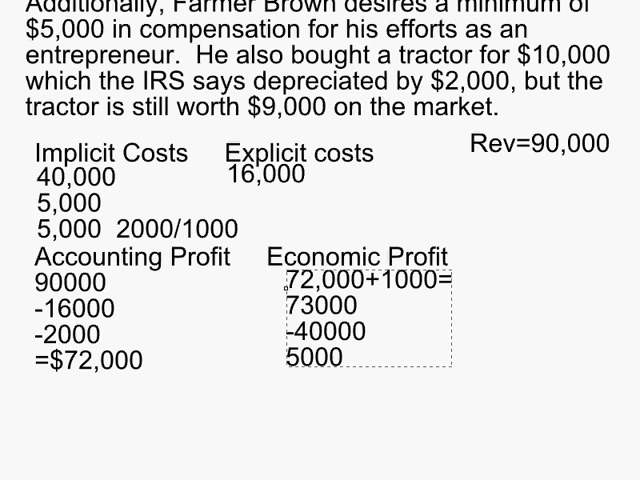 Additionally, Farmer Brown desires a minimum of
$5,000 in compensation for his efforts as an
entrepreneur.  He also bought a tractor for $10,000
which the IRS says depreciated by $2,000, but the
tractor is still worth $9,000 on the market.
Rev=90,000
Implicit Costs Explicit costs
40,000 16,000
5,000
5,000  2000/1000
Accounting Profit Economic Profit
90000 72,000+1000=
-16000 73000
-2000 -40000
=$72,000 5000